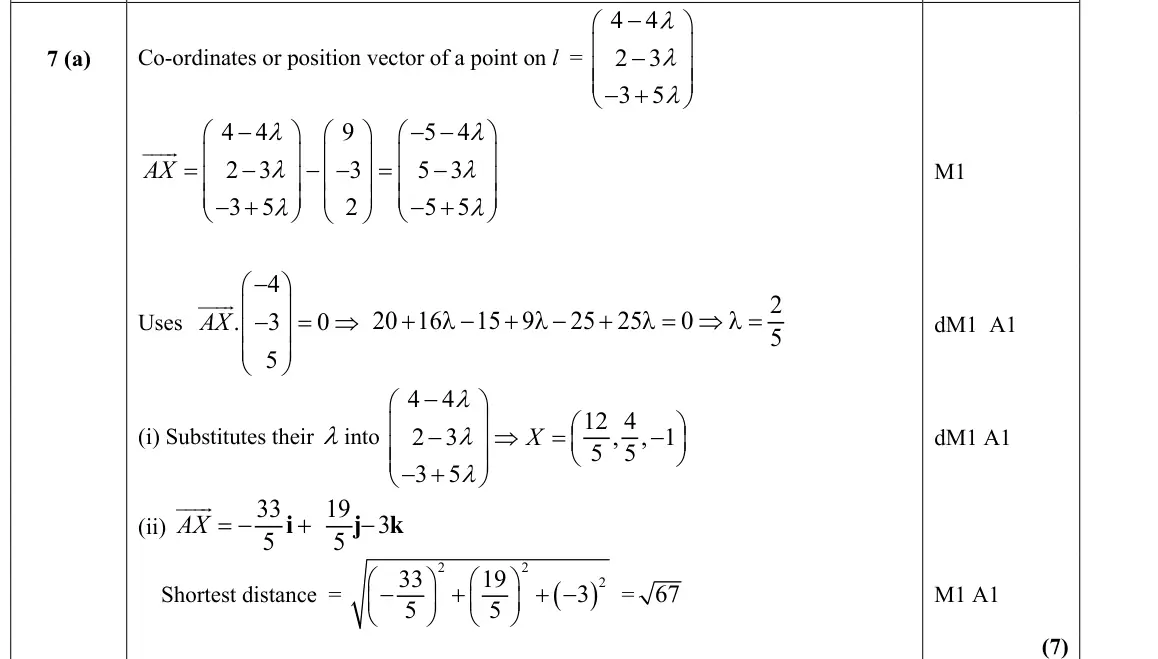 7 (a) Co-ordinates or position vector of a point on l = (4 − 4λ, 2 − 3λ, −3 + 5λ)
AX = (4 − 4λ, 2 − 3λ, −3 + 5λ) − (9, −3, 2) = (−5 − 4λ, 5 − 3λ, −5 + 5λ) M1
Uses AX . (−4, −3, 5) = 0 ⇒ 20 + 16λ − 15 + 9λ − 25 + 25λ = 0 ⇒ λ = 2/5 dM1 A1
(i) Substitutes their λ into (4 − 4λ, 2 − 3λ, −3 + 5λ) ⇒ X = (12/5, 4/5, −1) dM1 A1
(ii) AX = −33/5 i + 19/5 j − 3k
Shortest distance = √((−33/5)² + (19/5)² + (−3)²) = √67 M1 A1
(7)